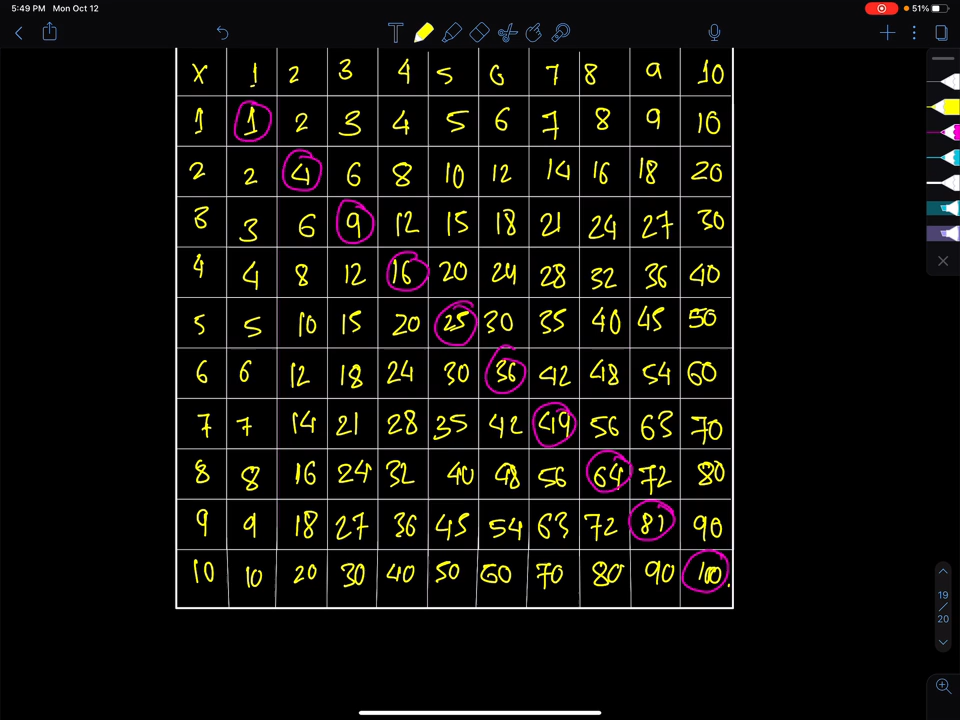 5:49 PM Mon Oct 12 51%
X 1 2 3 4 5 6 7 8 9 10
1 1 2 3 4 5 6 7 8 9 10
2 2 4 6 8 10 12 14 16 18 20
3 3 6 9 12 15 18 21 24 27 30
4 4 8 12 16 20 24 28 32 36 40
5 5 10 15 20 25 30 35 40 45 50
6 6 12 18 24 30 36 42 48 54 60
7 7 14 21 28 35 42 49 56 63 70
8 8 16 24 32 40 48 56 64 72 80
9 9 18 27 36 45 54 63 72 81 90
10 10 20 30 40 50 60 70 80 90 100.
19
/
20